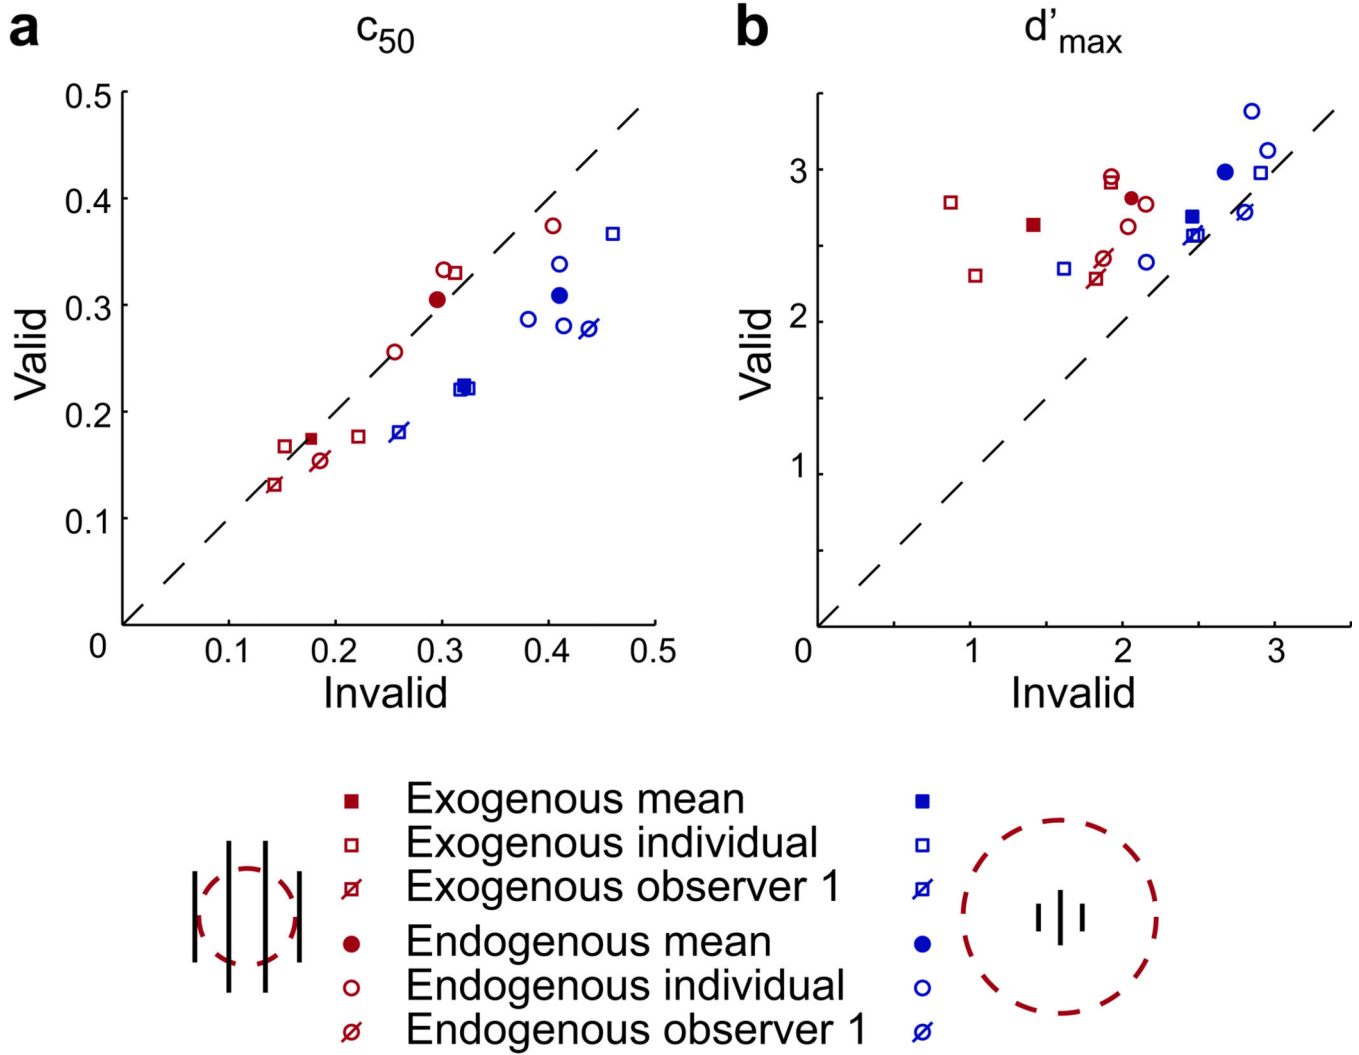 a
c50
b
d’max
0.5
0.4
0.3
0.2
0.1
0
0.1
0.2
0.3
0.4
0.5
Valid
Invalid
3
2
1
0
1
2
3
Valid
Invalid
Exogenous mean
Exogenous individual
Exogenous observer 1
Endogenous mean
Endogenous individual
Endogenous observer 1